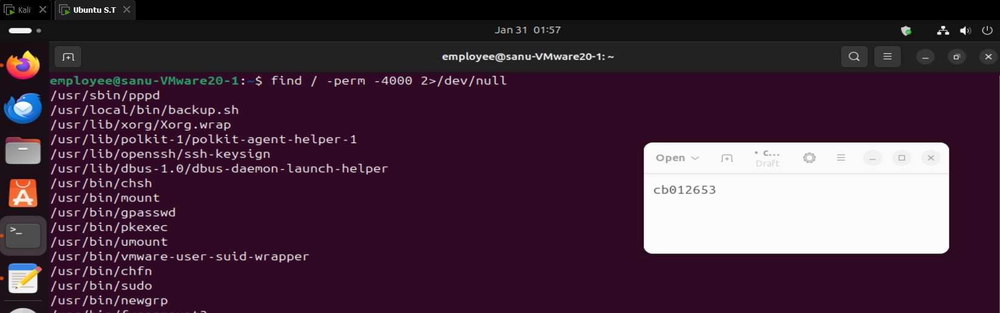 Kali
Ubuntu S.T
Jan 31 01:57
employee@sanu-VMware20-1: ~
employee@sanu-VMware20-1:~$ find / -perm -4000 2>/dev/null
/usr/sbin/pppd
/usr/local/bin/backup.sh
/usr/lib/xorg/Xorg.wrap
/usr/lib/polkit-1/polkit-agent-helper-1
/usr/lib/openssh/ssh-keysign
/usr/lib/dbus-1.0/dbus-daemon-launch-helper
/usr/bin/chsh
/usr/bin/mount
/usr/bin/gpasswd
/usr/bin/pkexec
/usr/bin/umount
/usr/bin/vmware-user-suid-wrapper
/usr/bin/chfn
/usr/bin/sudo
/usr/bin/newgrp
Open
• c...
Draft
cb012653